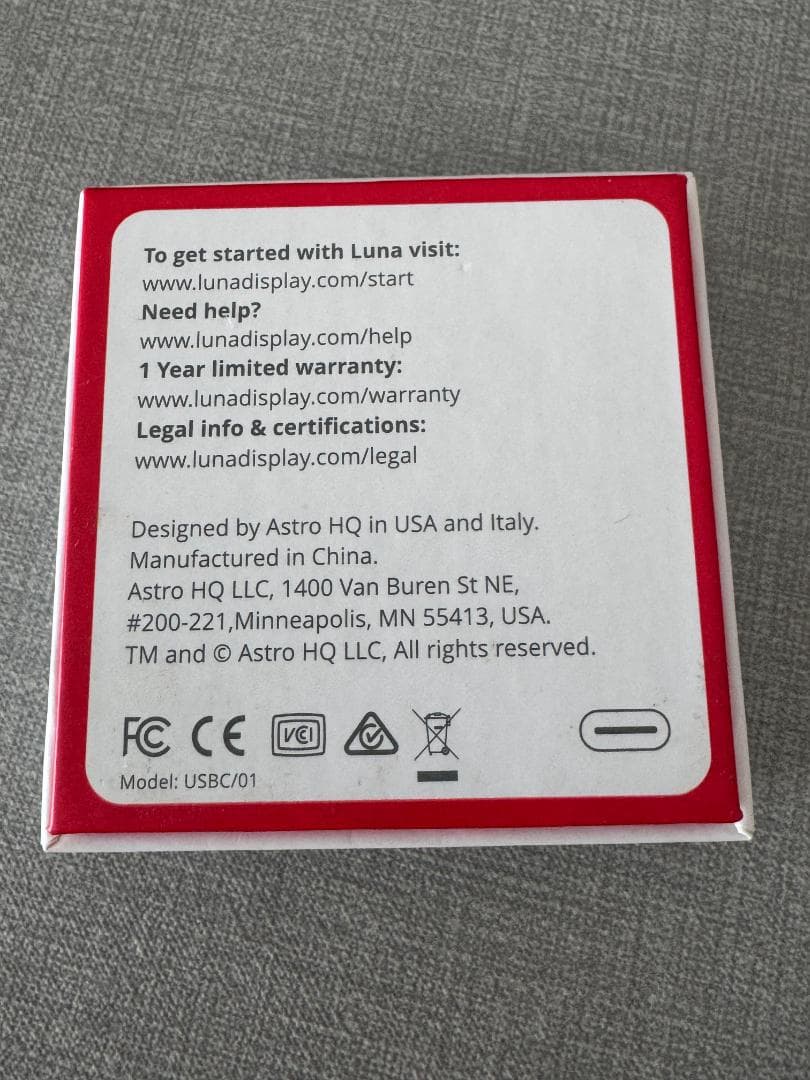 To get started with Luna visit:
www.lunadisplay.com/start
Need help?
www.lunadisplay.com/help
1 Year limited warranty:
www.lunadisplay.com/warranty
Legal info & certifications:
www.lunadisplay.com/legal
Designed by Astro HQ in USA and Italy.
Manufactured in China.
Astro HQ LLC, 1400 Van Buren St NE,
#200-221,Minneapolis, MN 55413, USA.
TM and © Astro HQ LLC, All rights reserved.
FC CE VCI
Model: USBC/01